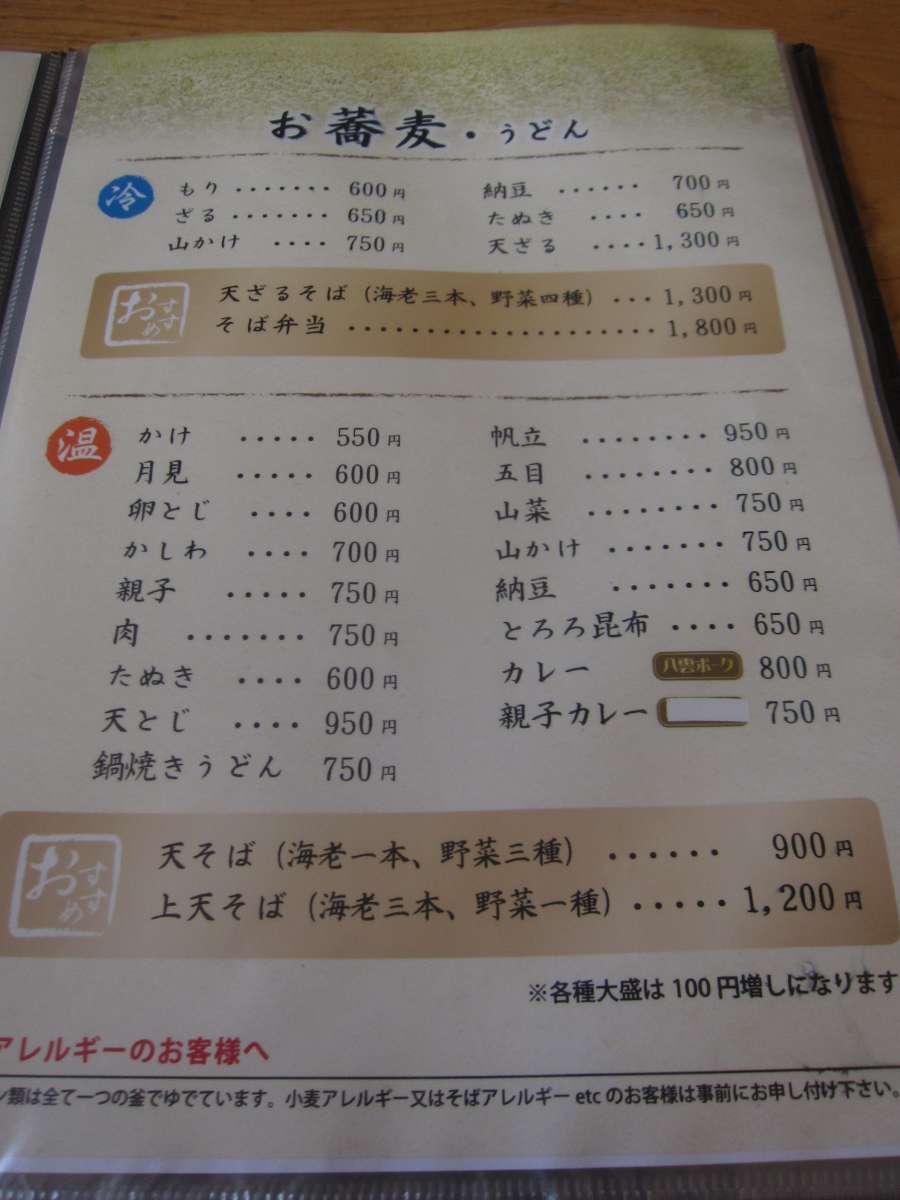 お蕎麦・うどん
冷
もり ・・・・・・・ 600円
ざる ・・・・・・・ 650円
山かけ ・・・・ 750円
納豆 ・・・・・・ 700円
たぬき ・・・・ 650円
天ざる ・・・・ 1,300円
おすすめ
天ざるそば(海老三本、野菜四種) ・・・ 1,300円
そば弁当 ・・・・・・・・・・・・・・・・・・・・・ 1,800円
温
かけ ・・・・・ 550円
月見 ・・・・・ 600円
卵とじ ・・・・ 600円
かしわ ・・・・ 700円
親子 ・・・・・ 750円
肉 ・・・・・・・ 750円
たぬき ・・・・ 600円
天とじ ・・・・ 950円
鍋焼きうどん 750円
帆立 ・・・・・・・・ 950円
五目 ・・・・・・・・ 800円
山菜 ・・・・・・・・ 750円
山かけ ・・・・・・・ 750円
納豆 ・・・・・・・ 650円
とろろ昆布 ・・・・ 650円
カレー 八雲ポーク 800円
親子カレー 750円
おすすめ
天そば(海老一本、野菜三種) ・・・・・・ 900円
上天そば(海老三本、野菜一種) ・・・・・ 1,200円
※各種大盛は100円増しになります
アレルギーのお客様へ
ン類は全て一つの釜でゆでています。小麦アレルギー又はそばアレルギー etc のお客様は事前にお申し付け下さい。